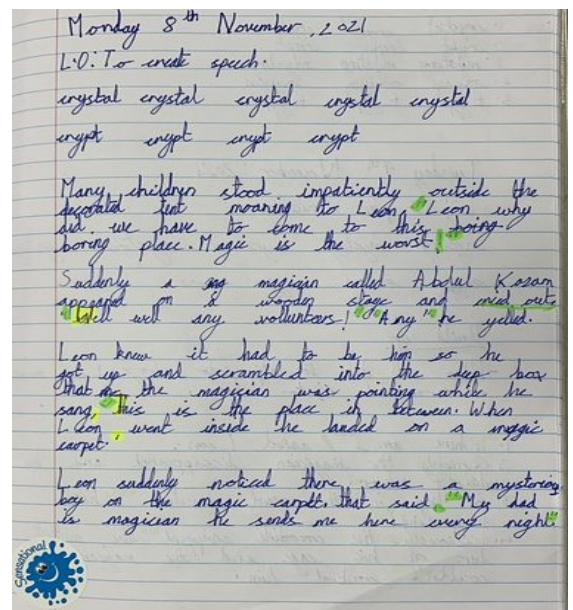 Monday 8th November, 2021
L.O: To create speech.
crystal crystal crystal crystal crystal
crypt crypt crypt crypt
Many children stood impatiently outside the
decorated tent moaning to Leon, "Leon why
did we have to come to this boing
boring place. Magic is the worst!"
Suddenly a magician called Abdul Kazam
appeared on a wooden stage and cried out,
"Well well any vollunteers!" "Any" he yelled.
Leon knew it had to be him so he
got up and scrambled into the deep box
that the magician was pointing while he
sang, "this is the place in between. When
Leon, went inside he landed on a magic
carpet.
Leon suddenly noticed there was a mysterious
boy on the magic carpet, that said, "My dad
is magician he sends me here every night"
Sensational